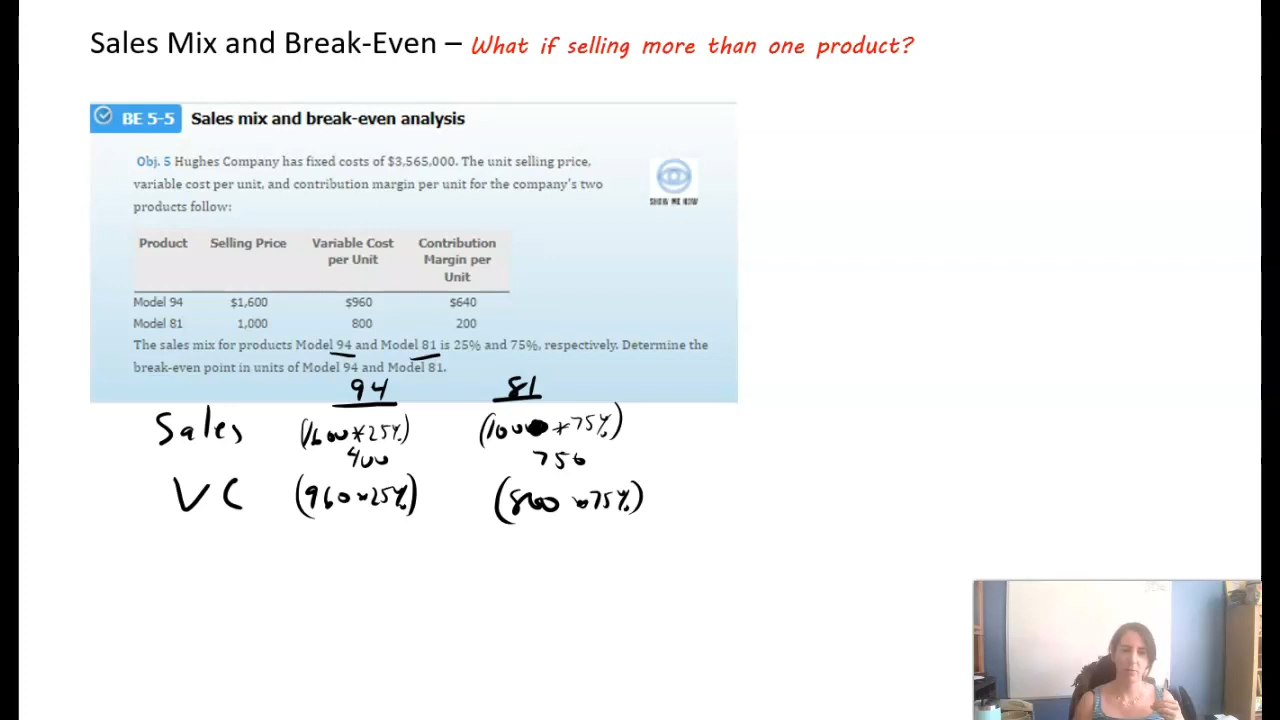 Sales Mix and Break-Even – What if selling more than one product?
BE 5-5 Sales mix and break-even analysis
Obj. 5 Hughes Company has fixed costs of $3,565,000. The unit selling price,
variable cost per unit, and contribution margin per unit for the company's two
products follow:
SHOW ME HOW
Product Selling Price Variable Cost per Unit Contribution Margin per Unit
Model 94 $1,600 $960 $640
Model 81 1,000 800 200
The sales mix for products Model 94 and Model 81 is 25% and 75%, respectively. Determine the
break-even point in units of Model 94 and Model 81.
94 81
Sales (1600*25%) (1000*75%)
400 750
VC (960*25%) (800*75%)